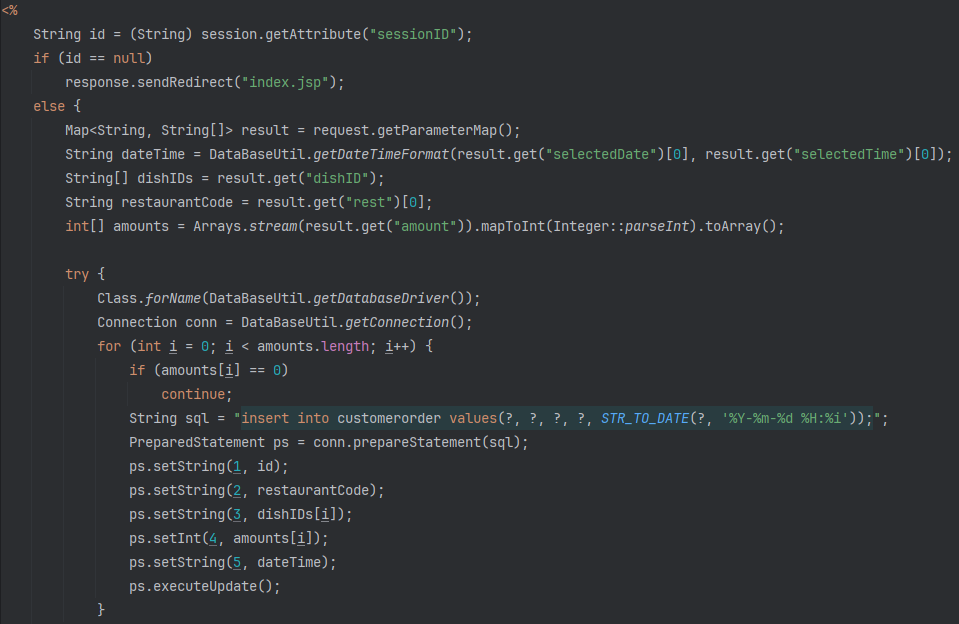 <%
    String id = (String) session.getAttribute("sessionID");
    if (id == null)
        response.sendRedirect("index.jsp");
    else {
        Map<String, String[]> result = request.getParameterMap();
        String dateTime = DataBaseUtil.getDateTimeFormat(result.get("selectedDate")[0], result.get("selectedTime")[0]);
        String[] dishIDs = result.get("dishID");
        String restaurantCode = result.get("rest")[0];
        int[] amounts = Arrays.stream(result.get("amount")).mapToInt(Integer::parseInt).toArray();

        try {
            Class.forName(DataBaseUtil.getDatabaseDriver());
            Connection conn = DataBaseUtil.getConnection();
            for (int i = 0; i < amounts.length; i++) {
                if (amounts[i] == 0)
                    continue;
                String sql = "insert into customerorder values(?, ?, ?, ?, STR_TO_DATE(?, '%Y-%m-%d %H:%i'));";
                PreparedStatement ps = conn.prepareStatement(sql);
                ps.setString(1, id);
                ps.setString(2, restaurantCode);
                ps.setString(3, dishIDs[i]);
                ps.setInt(4, amounts[i]);
                ps.setString(5, dateTime);
                ps.executeUpdate();
            }